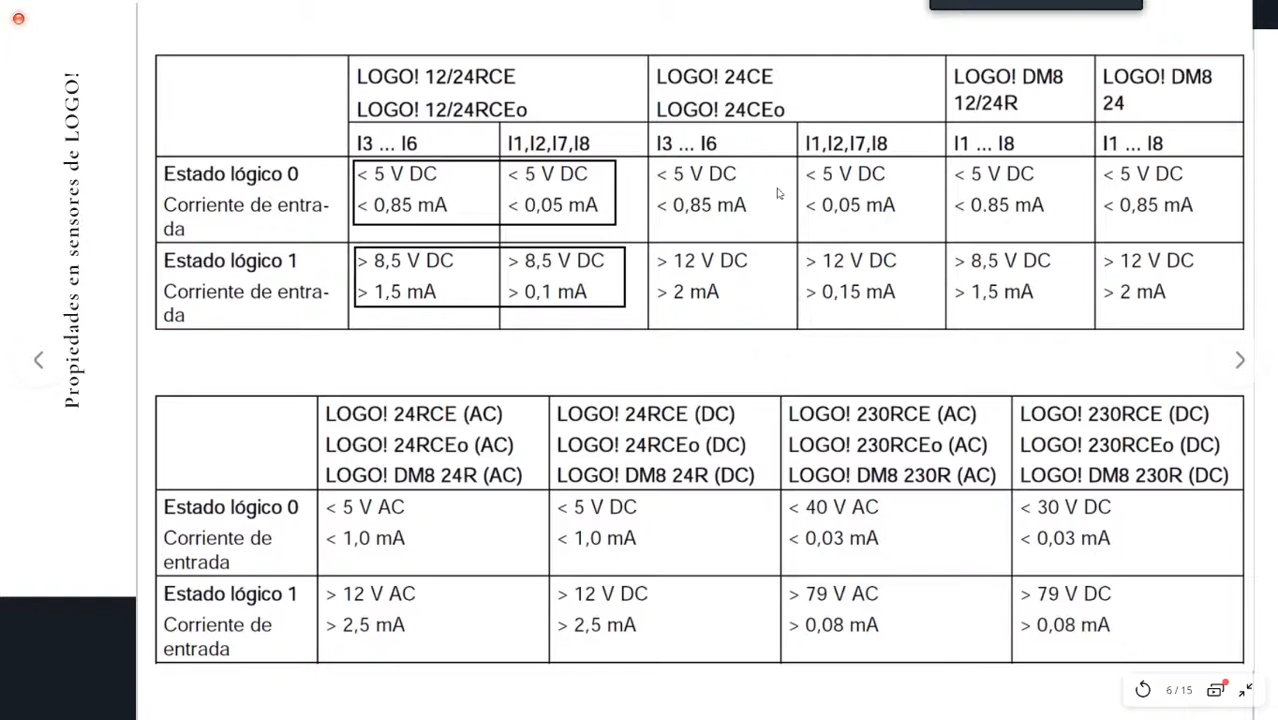 Propiedades en sensores de LOGO!
LOGO! 12/24RCE
LOGO! 12/24RCEo
LOGO! 24CE
LOGO! 24CEo
LOGO! DM8
12/24R
LOGO! DM8
24
I3 ... I6
I1,I2,I7,I8
I3 ... I6
I1,I2,I7,I8
I1 ... I8
I1 ... I8
Estado lógico 0
Corriente de entra-
da
< 5 V DC
< 0,85 mA
< 5 V DC
< 0,05 mA
< 5 V DC
< 0,85 mA
< 5 V DC
< 0,05 mA
< 5 V DC
< 0.85 mA
< 5 V DC
< 0,85 mA
Estado lógico 1
Corriente de entra-
da
> 8,5 V DC
> 1,5 mA
> 8,5 V DC
> 0,1 mA
> 12 V DC
> 2 mA
> 12 V DC
> 0,15 mA
> 8,5 V DC
> 1,5 mA
> 12 V DC
> 2 mA
LOGO! 24RCE (AC)
LOGO! 24RCEo (AC)
LOGO! DM8 24R (AC)
LOGO! 24RCE (DC)
LOGO! 24RCEo (DC)
LOGO! DM8 24R (DC)
LOGO! 230RCE (AC)
LOGO! 230RCEo (AC)
LOGO! DM8 230R (AC)
LOGO! 230RCE (DC)
LOGO! 230RCEo (DC)
LOGO! DM8 230R (DC)
Estado lógico 0
Corriente de
entrada
< 5 V AC
< 1,0 mA
< 5 V DC
< 1,0 mA
< 40 V AC
< 0,03 mA
< 30 V DC
< 0,03 mA
Estado lógico 1
Corriente de
entrada
> 12 V AC
> 2,5 mA
> 12 V DC
> 2,5 mA
> 79 V AC
> 0,08 mA
> 79 V DC
> 0,08 mA
6 / 15